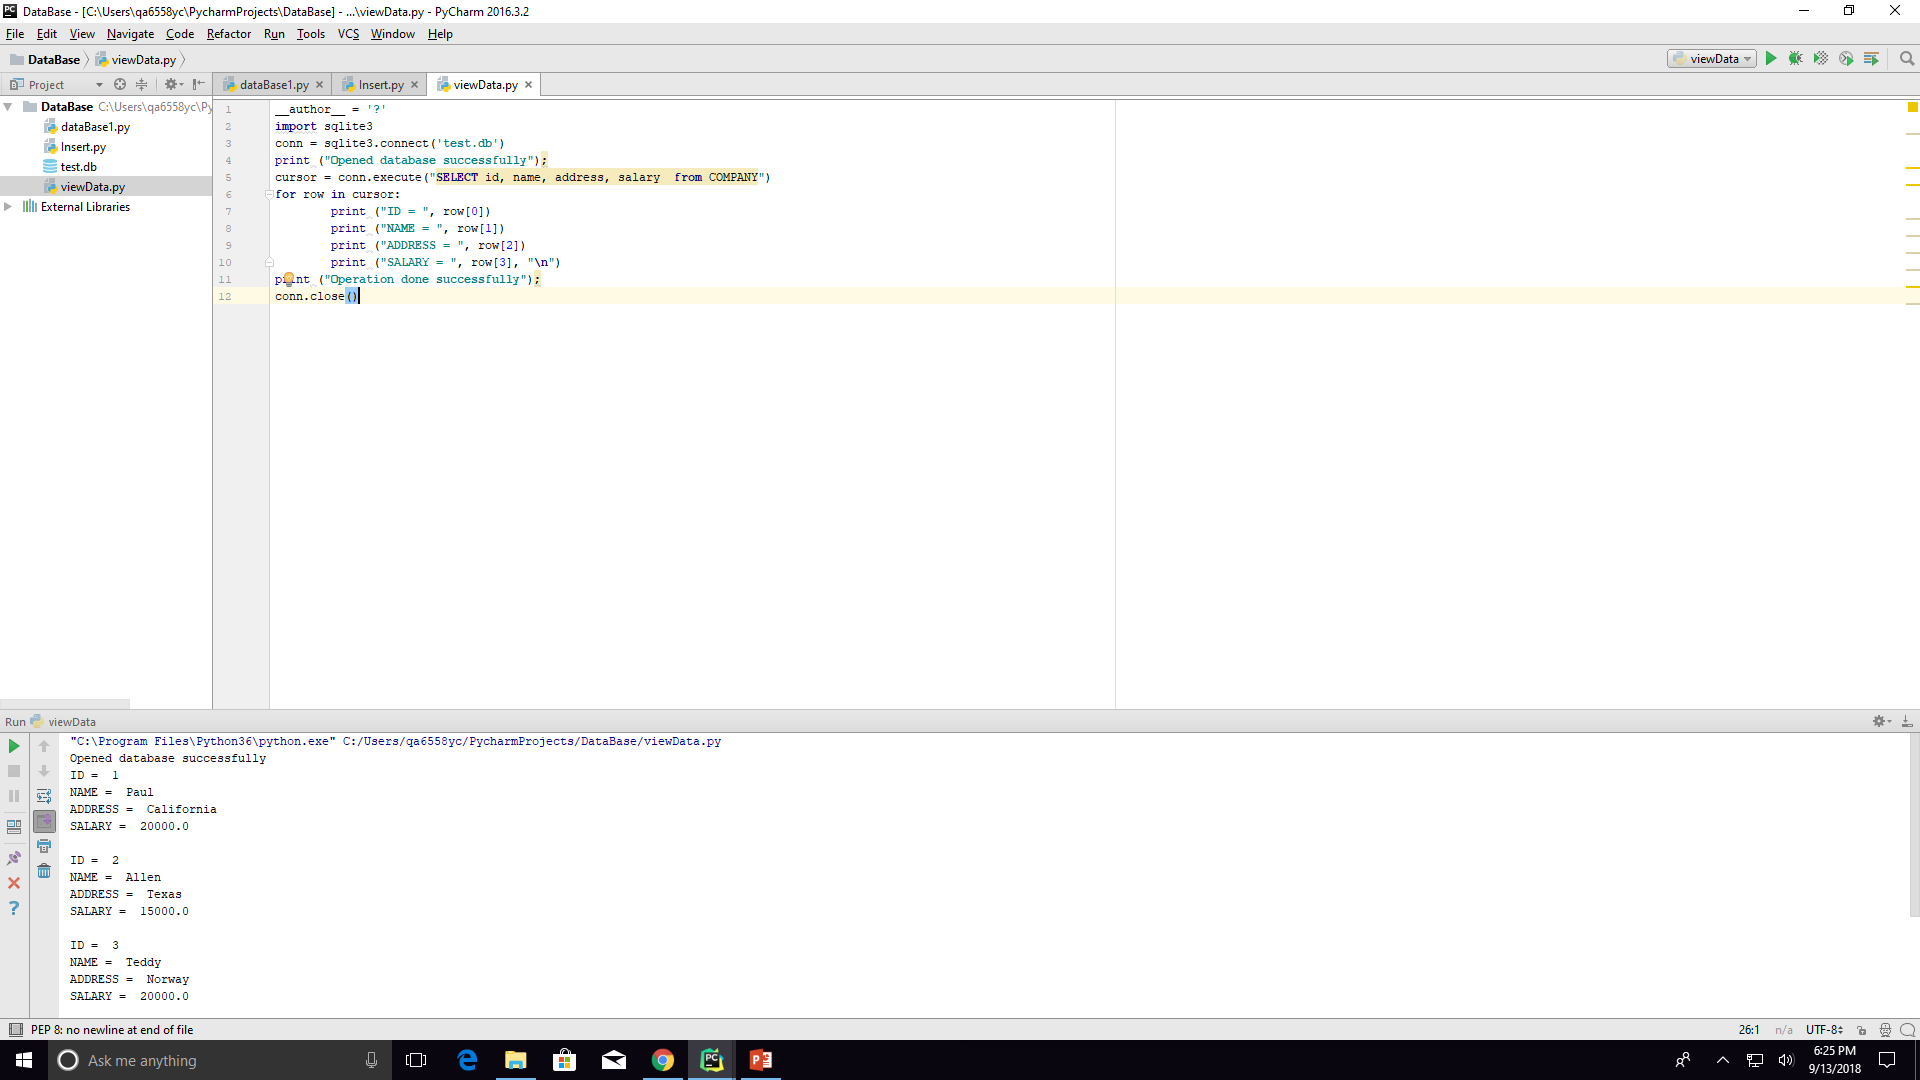 DataBase - [C:\Users\qa6558yc\PycharmProjects\DataBase] - ...\viewData.py - PyCharm 2016.3.2
File Edit View Navigate Code Refactor Run Tools VCS Window Help
DataBase viewData.py viewData
Project dataBase1.py Insert.py viewData.py
DataBase C:\Users\qa6558yc\Py
dataBase1.py
Insert.py
test.db
viewData.py
External Libraries
1 __author__ = '?'
2 import sqlite3
3 conn = sqlite3.connect('test.db')
4 print ("Opened database successfully");
5 cursor = conn.execute("SELECT id, name, address, salary  from COMPANY")
6 for row in cursor:
7         print ("ID = ", row[0])
8         print ("NAME = ", row[1])
9         print ("ADDRESS = ", row[2])
10         print ("SALARY = ", row[3], "\n")
11 print ("Operation done successfully");
12 conn.close()
Run viewData
"C:\Program Files\Python36\python.exe" C:/Users/qa6558yc/PycharmProjects/DataBase/viewData.py
Opened database successfully
ID =  1
NAME =  Paul
ADDRESS =  California
SALARY =  20000.0
ID =  2
NAME =  Allen
ADDRESS =  Texas
SALARY =  15000.0
ID =  3
NAME =  Teddy
ADDRESS =  Norway
SALARY =  20000.0
PEP 8: no newline at end of file 26:1 n/a UTF-8
Ask me anything
6:25 PM
9/13/2018